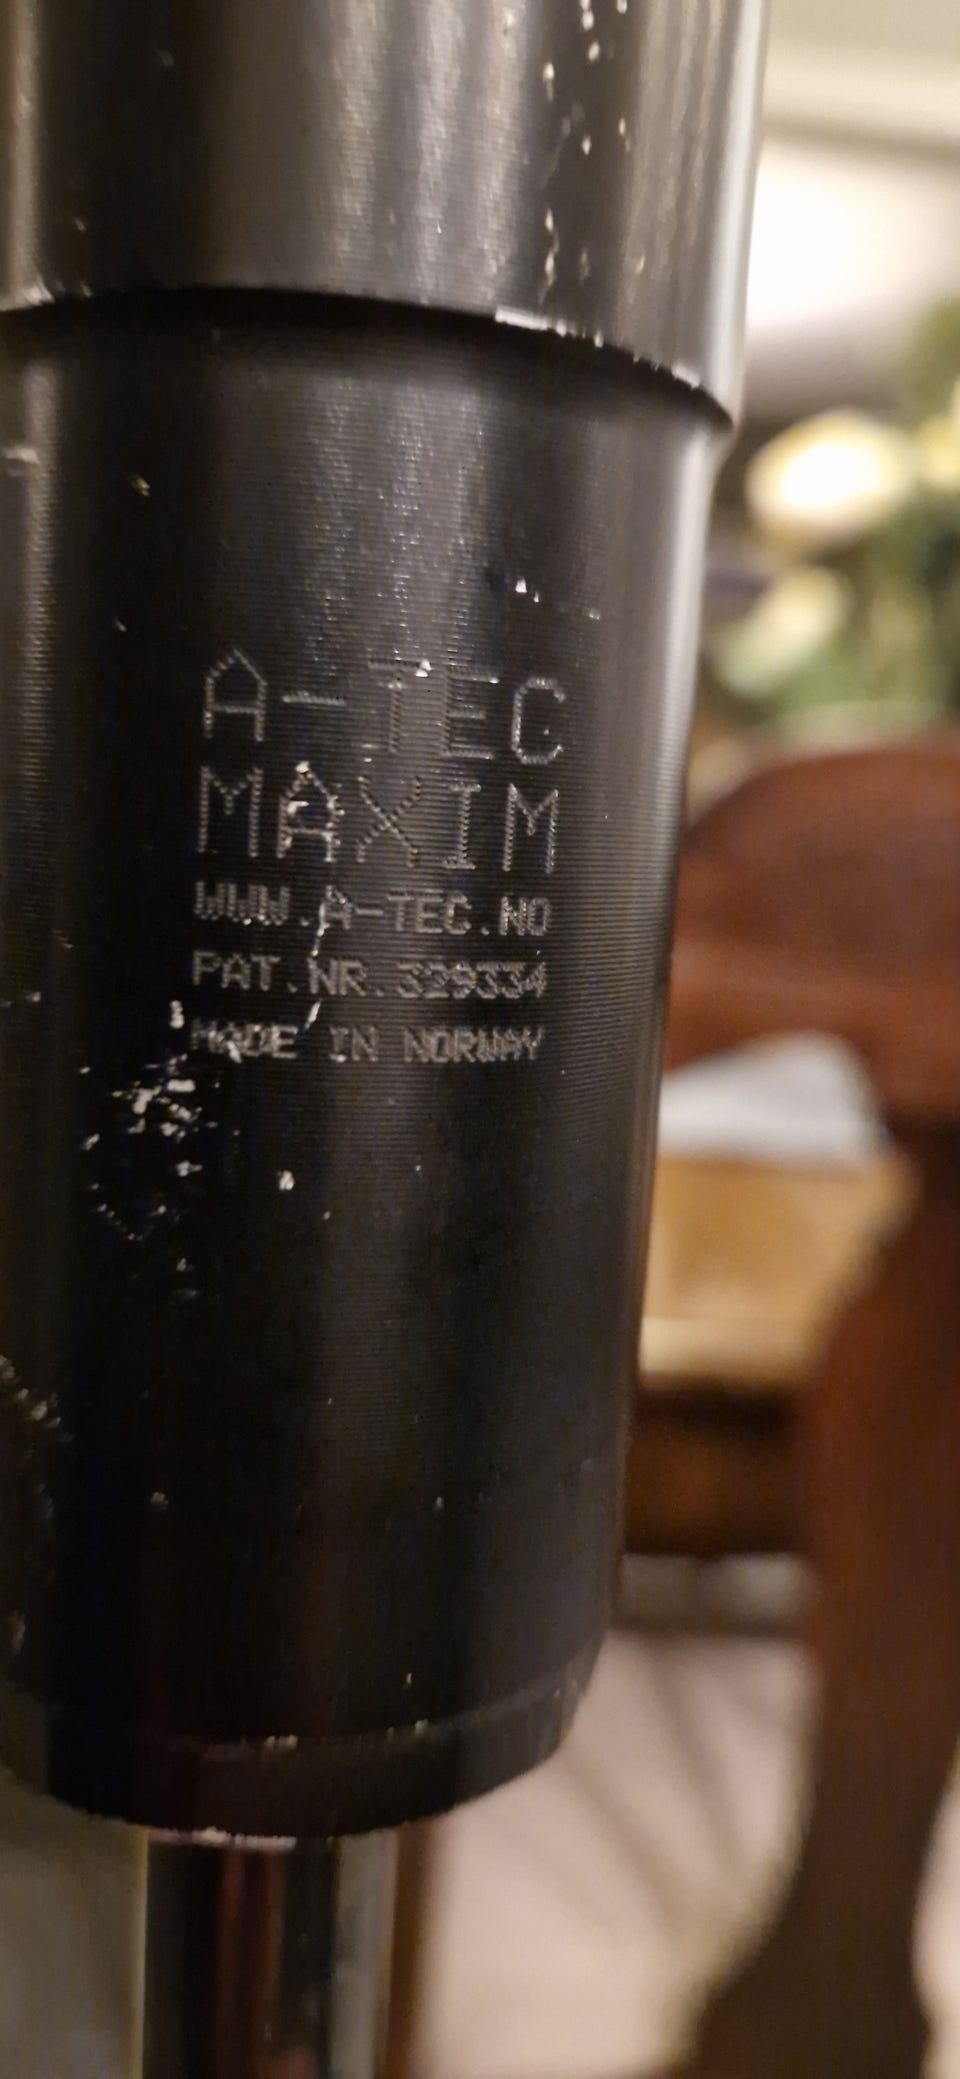 A-TEC
MAXIM
WWW.A-TEC.NO
PAT.NR.329334
MADE IN NORWAY